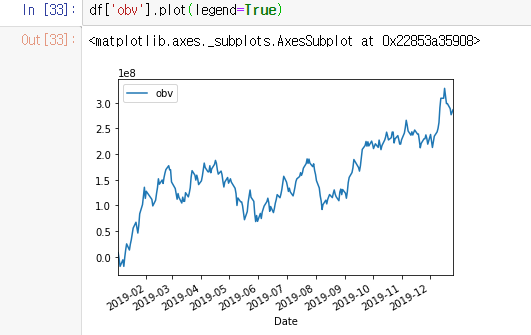 In [33]: df['obv'].plot(legend=True)
Out[33]: <matplotlib.axes._subplots.AxesSubplot at 0x22853a35908>
1e8
obv
3.0
2.5
2.0
1.5
1.0
0.5
0.0
2019-02 2019-03 2019-04 2019-05 2019-06 2019-07 2019-08 2019-09 2019-10 2019-11 2019-12
Date